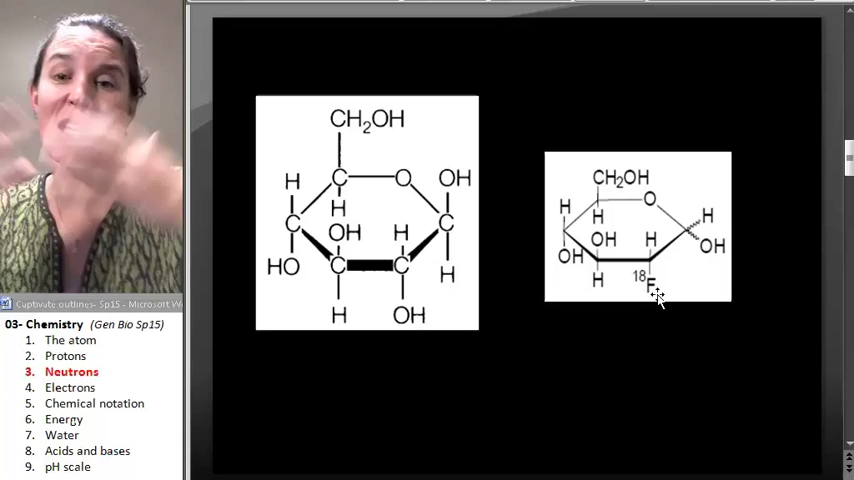 CH2OH
H
C
O
OH
H
C
OH
H
C
HO
C
C
H
H
OH
CH2OH
H
O
H
H
OH
H
OH
OH
H
18F
Captivate outlines- Sp15 - Microsoft W
03- Chemistry (Gen Bio Sp15)
1. The atom
2. Protons
3. Neutrons
4. Electrons
5. Chemical notation
6. Energy
7. Water
8. Acids and bases
9. pH scale